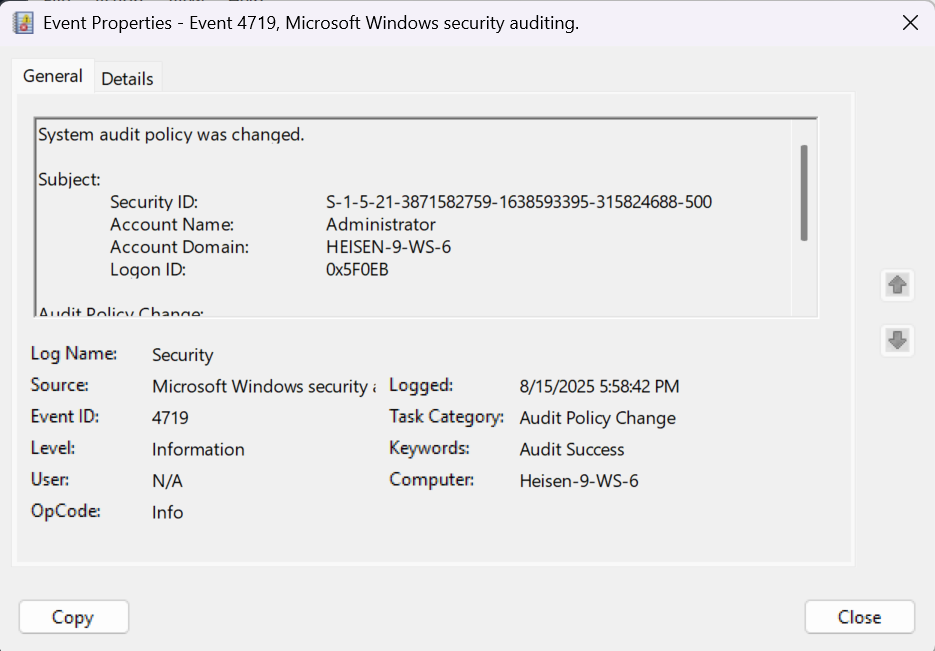 Event Properties - Event 4719, Microsoft Windows security auditing.
General
Details
System audit policy was changed.
Subject:
Security ID: S-1-5-21-3871582759-1638593395-315824688-500
Account Name: Administrator
Account Domain: HEISEN-9-WS-6
Logon ID: 0x5F0EB
Audit Policy Change:
Log Name: Security
Source: Microsoft Windows security a Logged: 8/15/2025 5:58:42 PM
Event ID: 4719 Task Category: Audit Policy Change
Level: Information Keywords: Audit Success
User: N/A Computer: Heisen-9-WS-6
OpCode: Info
Copy
Close